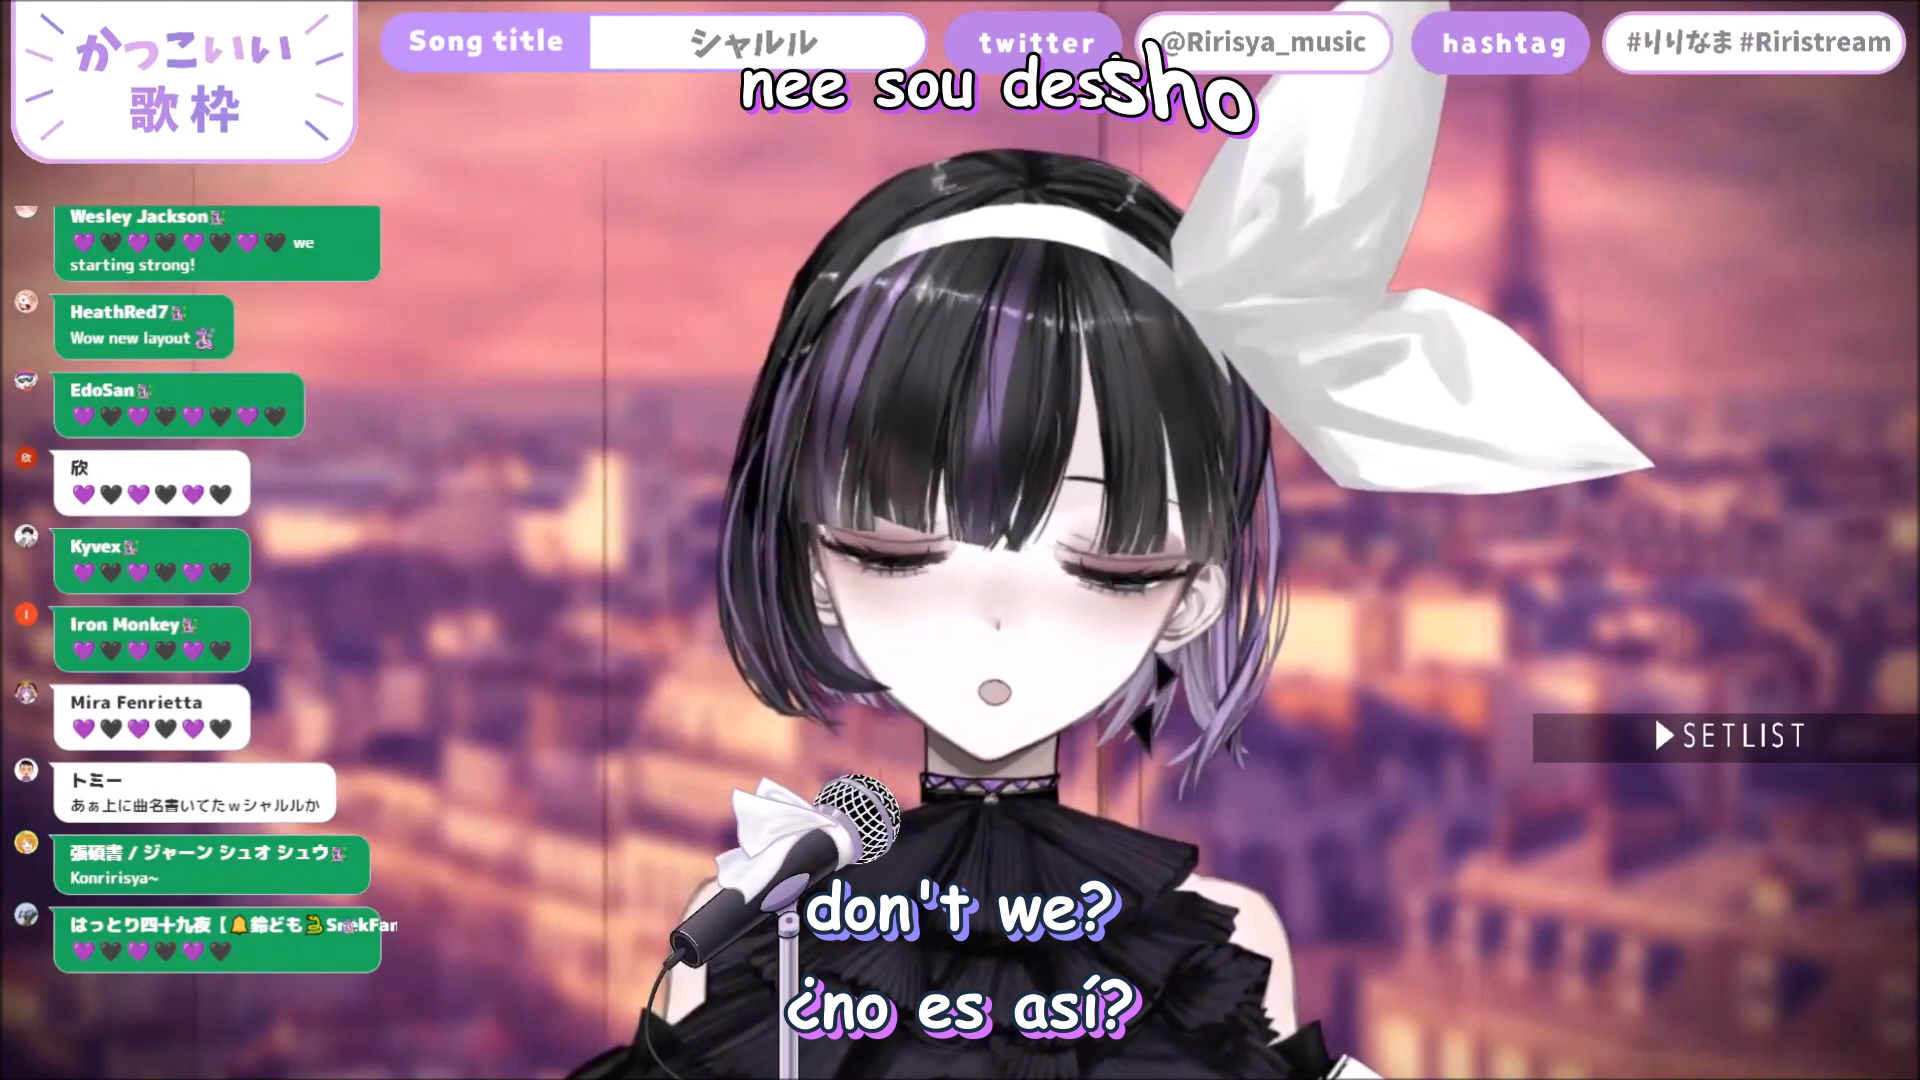 かっこいい
歌枠
Song title
シャルル
twitter
@Ririsya_music
hashtag
#りりなま #Riristream
nee sou dessho
Wesley Jackson
💜🖤💜🖤💜🖤💜🖤 we
starting strong!
HeathRed7
Wow new layout
EdoSan
💜🖤💜🖤💜🖤💜🖤
欣
欣
💜🖤💜🖤💜🖤
Kyvex
💜🖤💜🖤💜🖤
I
Iron Monkey
💜🖤💜🖤💜🖤
Mira Fenrietta
💜🖤💜🖤💜🖤
トミー
あぁ上に曲名書いてたwシャルルか
張碩書 / ジャーン シュオ シュウ
Konririsya~
はっとり四十九夜【🔔鈴ども🐍
💜🖤💜🖤💜🖤
▶SETLIST
don't we?
¿no es así?